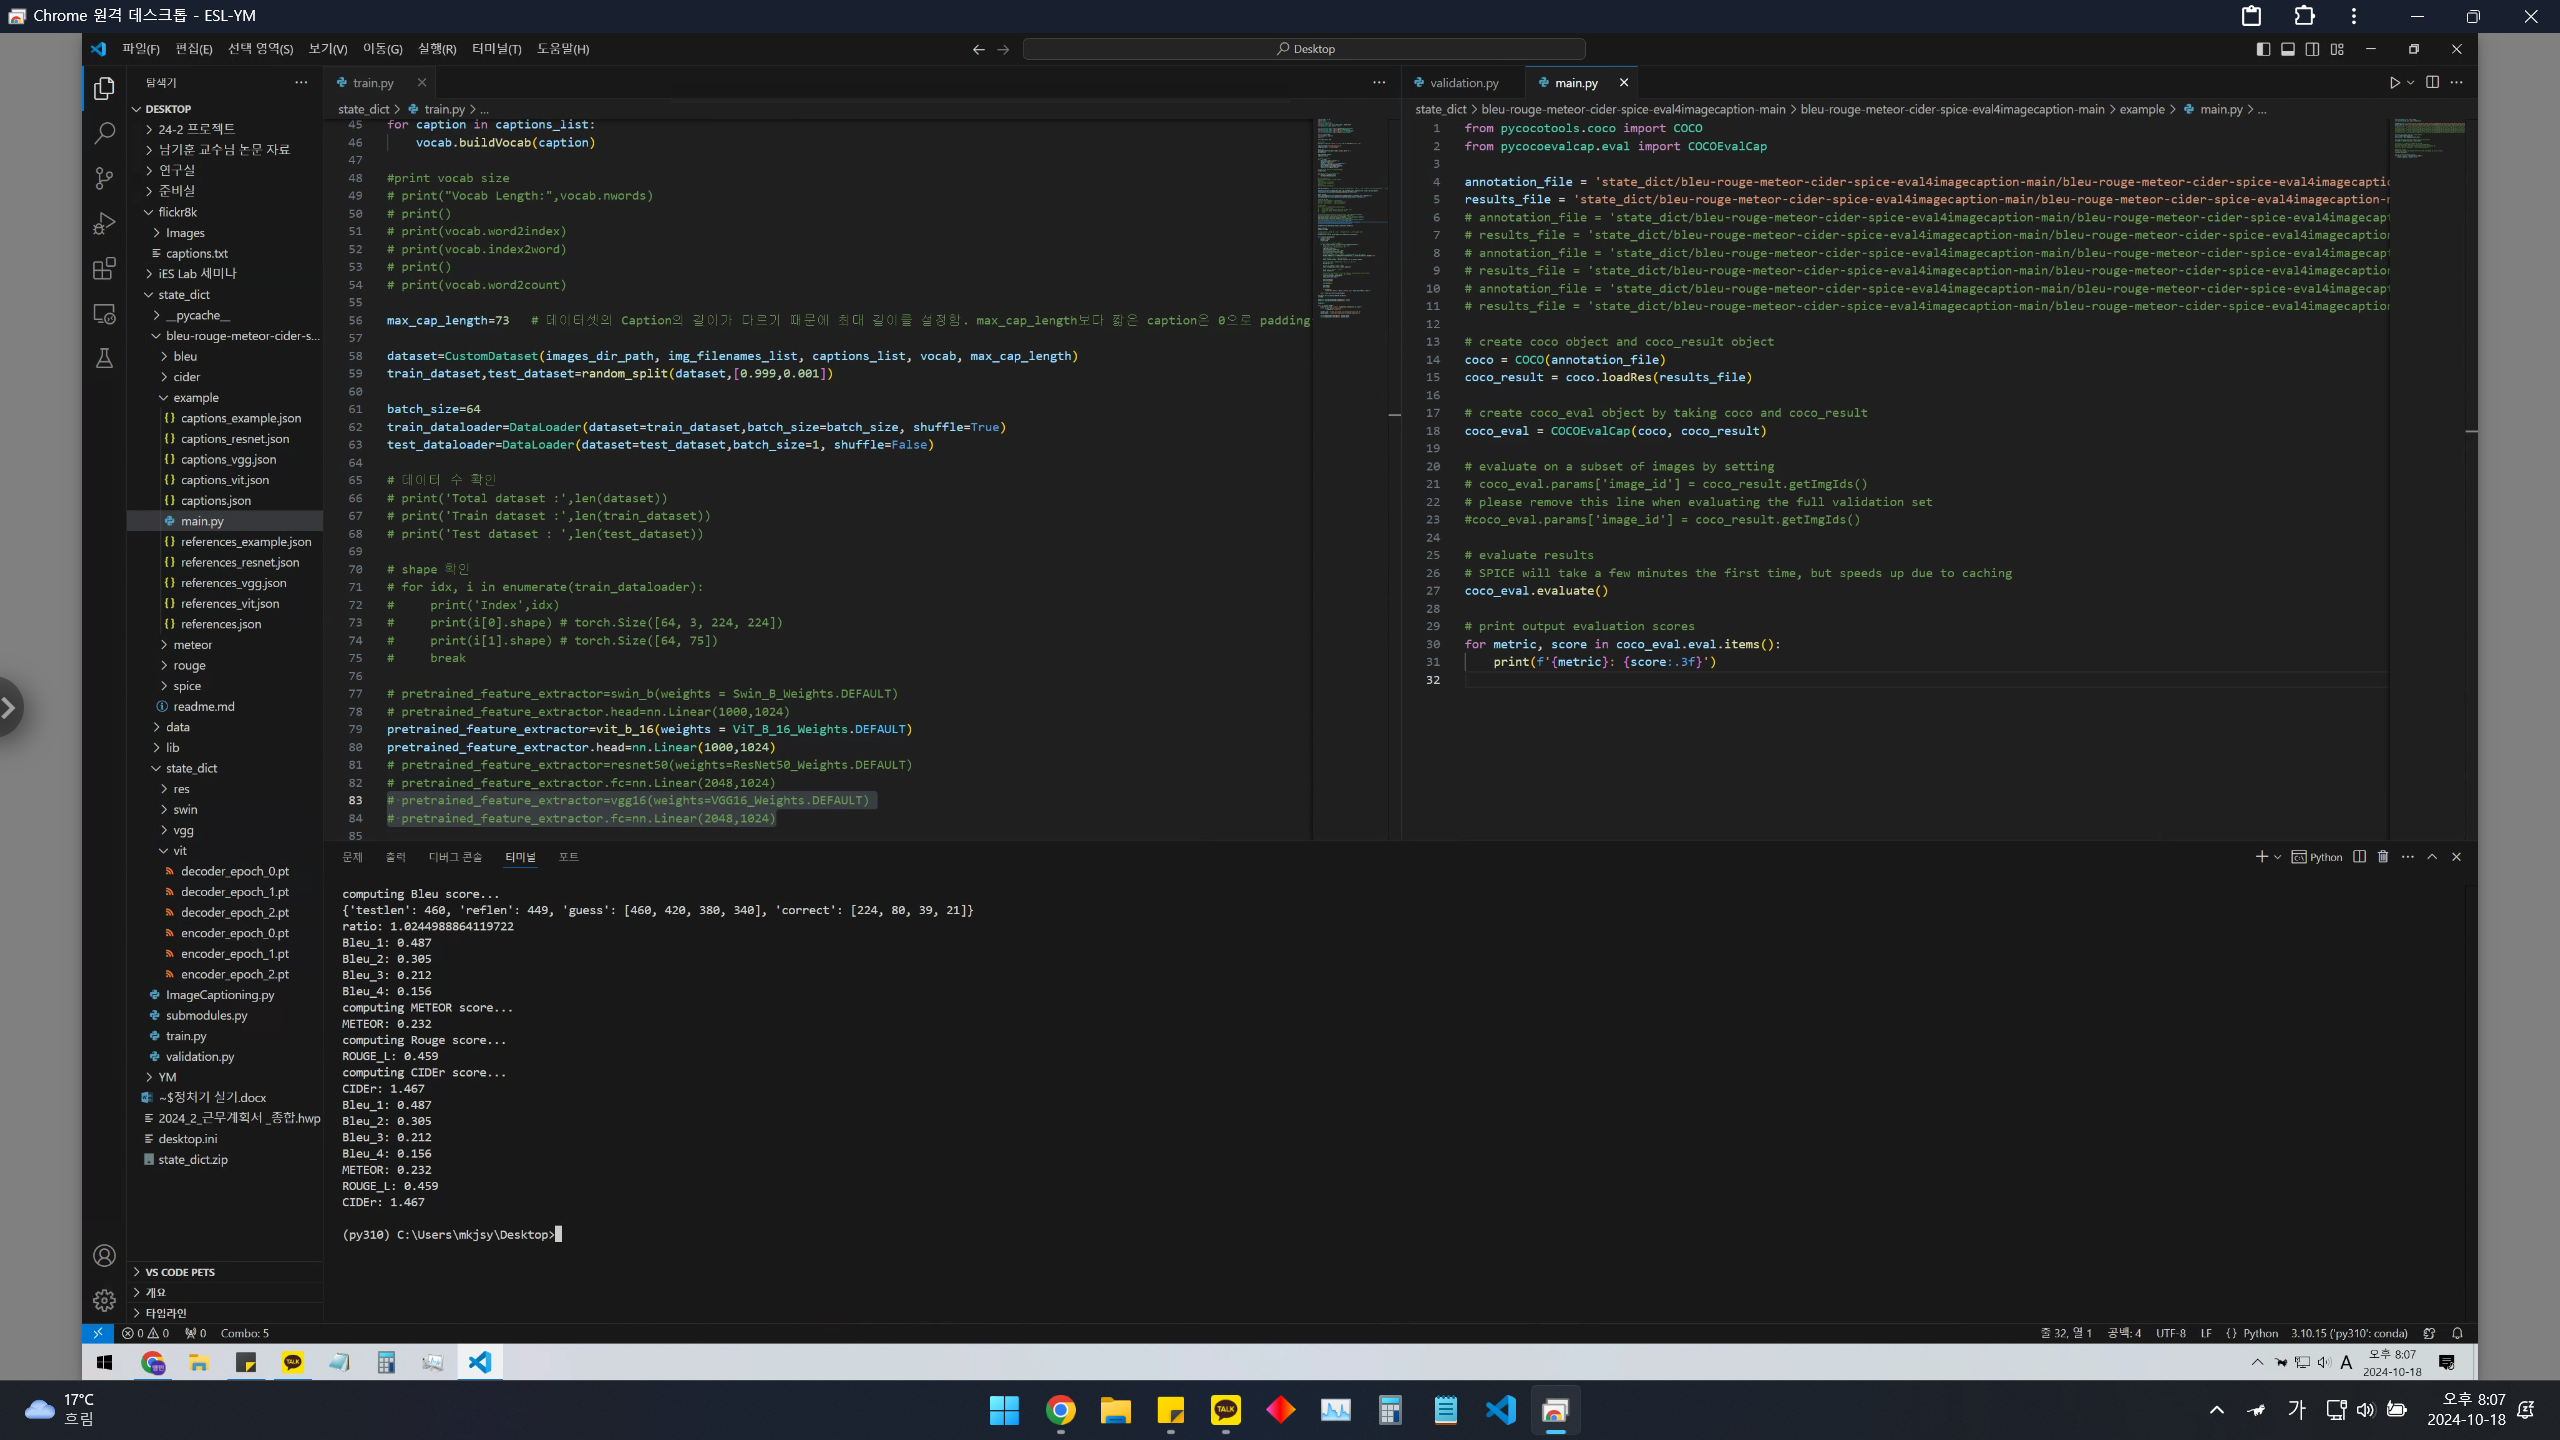 Chrome 원격 데스크톱 - ESL-YM
파일(F) 편집(E) 선택 영역(S) 보기(V) 이동(G) 실행(R) 터미널(T) 도움말(H)
Desktop
탐색기
DESKTOP
24-2 프로젝트
남기훈 교수님 논문 자료
연구실
준비실
flickr8k
Images
captions.txt
iES Lab 세미나
state_dict
__pycache__
bleu-rouge-meteor-cider-s...
bleu
cider
example
captions_example.json
captions_resnet.json
captions_vgg.json
captions_vit.json
captions.json
main.py
references_example.json
references_resnet.json
references_vgg.json
references_vit.json
references.json
meteor
rouge
spice
readme.md
data
lib
state_dict
res
swin
vgg
vit
decoder_epoch_0.pt
decoder_epoch_1.pt
decoder_epoch_2.pt
encoder_epoch_0.pt
encoder_epoch_1.pt
encoder_epoch_2.pt
ImageCaptioning.py
submodules.py
train.py
validation.py
YM
~$정치기 실기.docx
2024_2_근무계획서 _종합.hwp
desktop.ini
state_dict.zip
VS CODE PETS
개요
타임라인
train.py
state_dict > train.py > ...
45 for caption in captions_list:
46 vocab.buildVocab(caption)
47
48 #print vocab size
49 # print("Vocab Length:",vocab.nwords)
50 # print()
51 # print(vocab.word2index)
52 # print(vocab.index2word)
53 # print()
54 # print(vocab.word2count)
55
56 max_cap_length=73 # 데이터셋의 Caption의 길이가 다르기 때문에 최대 길이를 설정함. max_cap_length보다 짧은 caption은 0으로 padding
57
58 dataset=CustomDataset(images_dir_path, img_filenames_list, captions_list, vocab, max_cap_length)
59 train_dataset,test_dataset=random_split(dataset,[0.999,0.001])
60
61 batch_size=64
62 train_dataloader=DataLoader(dataset=train_dataset,batch_size=batch_size, shuffle=True)
63 test_dataloader=DataLoader(dataset=test_dataset,batch_size=1, shuffle=False)
64
65 # 데이터 수 확인
66 # print('Total dataset :',len(dataset))
67 # print('Train dataset :',len(train_dataset))
68 # print('Test dataset : ',len(test_dataset))
69
70 # shape 확인
71 # for idx, i in enumerate(train_dataloader):
72 # print('Index',idx)
73 # print(i[0].shape) # torch.Size([64, 3, 224, 224])
74 # print(i[1].shape) # torch.Size([64, 75])
75 # break
76
77 # pretrained_feature_extractor=swin_b(weights = Swin_B_Weights.DEFAULT)
78 # pretrained_feature_extractor.head=nn.Linear(1000,1024)
79 pretrained_feature_extractor=vit_b_16(weights = ViT_B_16_Weights.DEFAULT)
80 pretrained_feature_extractor.head=nn.Linear(1000,1024)
81 # pretrained_feature_extractor=resnet50(weights=ResNet50_Weights.DEFAULT)
82 # pretrained_feature_extractor.fc=nn.Linear(2048,1024)
83 # pretrained_feature_extractor=vgg16(weights=VGG16_Weights.DEFAULT)
84 # pretrained_feature_extractor.fc=nn.Linear(2048,1024)
85
validation.py main.py
state_dict > bleu-rouge-meteor-cider-spice-eval4imagecaption-main > bleu-rouge-meteor-cider-spice-eval4imagecaption-main > example > main.py > ...
1 from pycocotools.coco import COCO
2 from pycocoevalcap.eval import COCOEvalCap
3
4 annotation_file = 'state_dict/bleu-rouge-meteor-cider-spice-eval4imagecaption-main/bleu-rouge-meteor-cider-spice-eval4imagecaptio
5 results_file = 'state_dict/bleu-rouge-meteor-cider-spice-eval4imagecaption-main/bleu-rouge-meteor-cider-spice-eval4imagecaption-m
6 # annotation_file = 'state_dict/bleu-rouge-meteor-cider-spice-eval4imagecaption-main/bleu-rouge-meteor-cider-spice-eval4imagecapt
7 # results_file = 'state_dict/bleu-rouge-meteor-cider-spice-eval4imagecaption-main/bleu-rouge-meteor-cider-spice-eval4imagecaption
8 # annotation_file = 'state_dict/bleu-rouge-meteor-cider-spice-eval4imagecaption-main/bleu-rouge-meteor-cider-spice-eval4imagecapt
9 # results_file = 'state_dict/bleu-rouge-meteor-cider-spice-eval4imagecaption-main/bleu-rouge-meteor-cider-spice-eval4imagecaption
10 # annotation_file = 'state_dict/bleu-rouge-meteor-cider-spice-eval4imagecaption-main/bleu-rouge-meteor-cider-spice-eval4imagecapt
11 # results_file = 'state_dict/bleu-rouge-meteor-cider-spice-eval4imagecaption-main/bleu-rouge-meteor-cider-spice-eval4imagecaption
12
13 # create coco object and coco_result object
14 coco = COCO(annotation_file)
15 coco_result = coco.loadRes(results_file)
16
17 # create coco_eval object by taking coco and coco_result
18 coco_eval = COCOEvalCap(coco, coco_result)
19
20 # evaluate on a subset of images by setting
21 # coco_eval.params['image_id'] = coco_result.getImgIds()
22 # please remove this line when evaluating the full validation set
23 #coco_eval.params['image_id'] = coco_result.getImgIds()
24
25 # evaluate results
26 # SPICE will take a few minutes the first time, but speeds up due to caching
27 coco_eval.evaluate()
28
29 # print output evaluation scores
30 for metric, score in coco_eval.eval.items():
31 print(f'{metric}: {score:.3f}')
32
문제 출력 디버그 콘솔 터미널 포트
Python
computing Bleu score...
{'testlen': 460, 'reflen': 449, 'guess': [460, 420, 380, 340], 'correct': [224, 80, 39, 21]}
ratio: 1.0244988864119722
Bleu_1: 0.487
Bleu_2: 0.305
Bleu_3: 0.212
Bleu_4: 0.156
computing METEOR score...
METEOR: 0.232
computing Rouge score...
ROUGE_L: 0.459
computing CIDEr score...
CIDEr: 1.467
Bleu_1: 0.487
Bleu_2: 0.305
Bleu_3: 0.212
Bleu_4: 0.156
METEOR: 0.232
ROUGE_L: 0.459
CIDEr: 1.467
(py310) C:\Users\mkjsy\Desktop>
0 0 0 Combo: 5
줄 32, 열 1 공백: 4 UTF-8 LF {} Python 3.10.15 ('py310': conda)
TALK
A
오후 8:07
2024-10-18
17°C
흐림
TALK
가
오후 8:07
2024-10-18